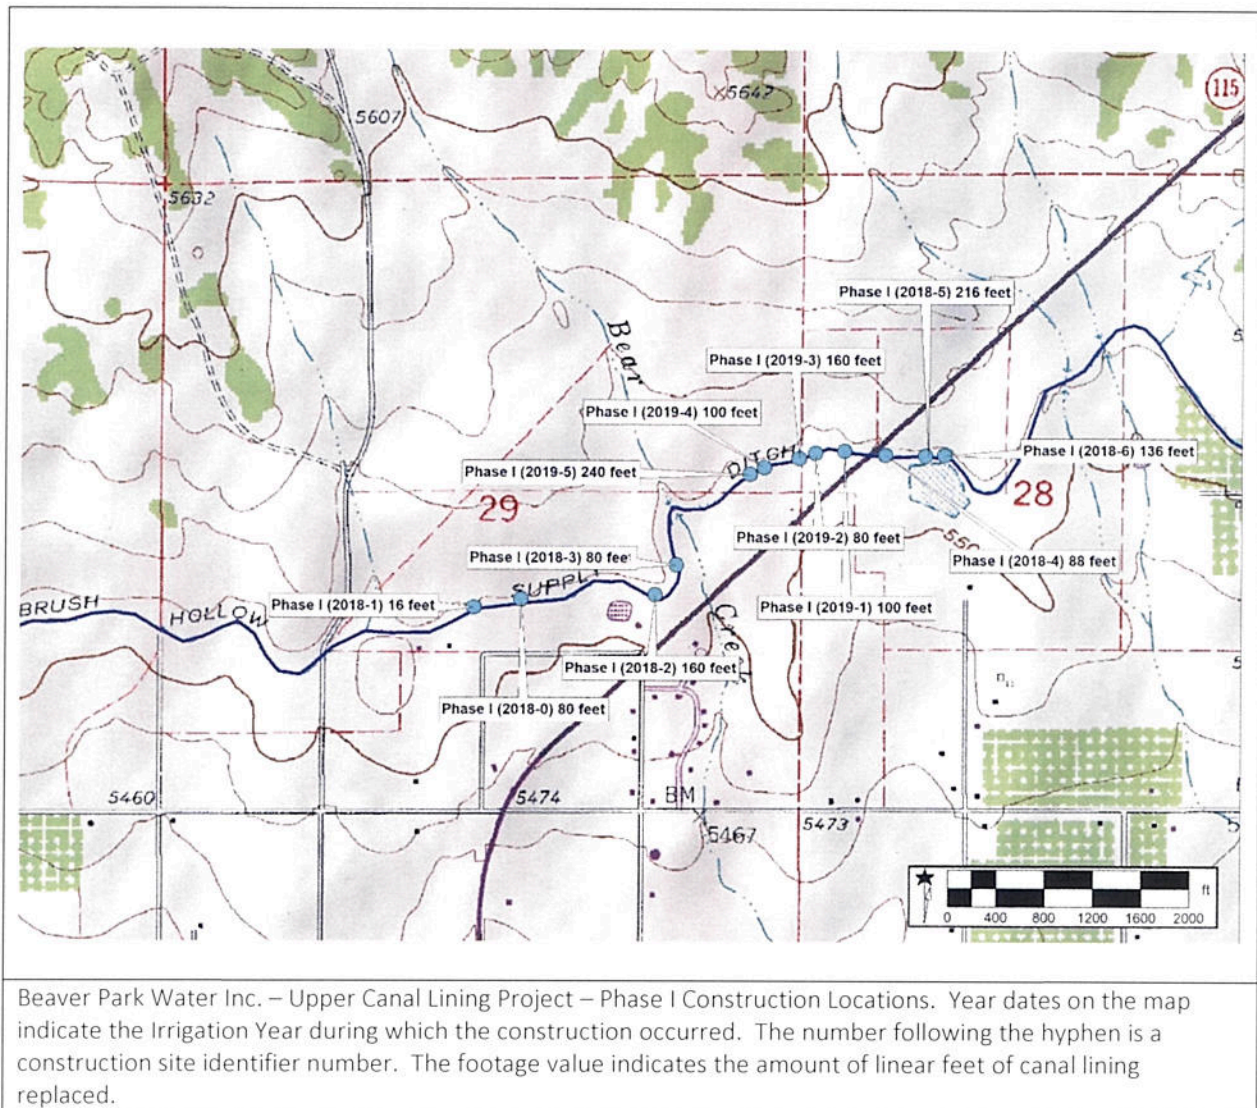 5642
115
5607
5632
Phase I (2018-5) 216 feet
Bear
Phase I (2019-3) 160 feet
Phase I (2019-4) 100 feet
Phase I (2018-6) 136 feet
DITCH
Phase I (2019-5) 240 feet
29
28
Phase I (2019-2) 80 feet
Phase I (2018-3) 80 feet
Phase I (2018-4) 88 feet
SUPPLY
BRUSH
HOLLOW
Phase I (2018-1) 16 feet
Phase I (2019-1) 100 feet
Creek
Phase I (2018-2) 160 feet
Phase I (2018-0) 80 feet
5460
5474
BM
5467
5473
ft
0 400 800 1200 1600 2000
Beaver Park Water Inc. – Upper Canal Lining Project – Phase I Construction Locations. Year dates on the map
indicate the Irrigation Year during which the construction occurred. The number following the hyphen is a
construction site identifier number. The footage value indicates the amount of linear feet of canal lining
replaced.